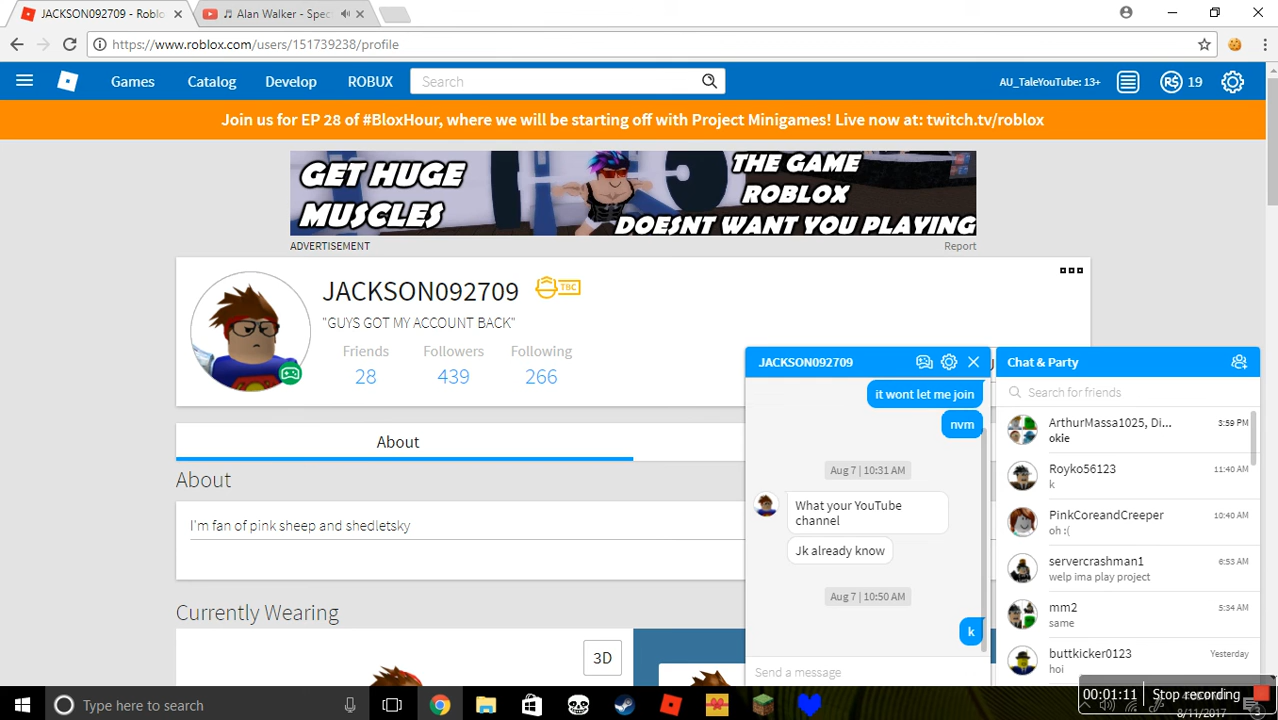 JACKSON092709 - Roblo
♬ Alan Walker - Spec
https://www.roblox.com/users/151739238/profile
Games
Catalog
Develop
ROBUX
Search
AU_TaleYouTube: 13+
R$ 19
Join us for EP 28 of #BloxHour, where we will be starting off with Project Minigames! Live now at: twitch.tv/roblox
GET HUGE
MUSCLES
THE GAME
ROBLOX
DOESNT WANT YOU PLAYING
ADVERTISEMENT
Report
JACKSON092709
TBC
"GUYS GOT MY ACCOUNT BACK"
Friends
28
Followers
439
Following
266
About
About
I'm fan of pink sheep and shedletsky
Currently Wearing
3D
JACKSON092709
it wont let me join
nvm
Aug 7 | 10:31 AM
What your YouTube
channel
Jk already know
Aug 7 | 10:50 AM
k
Send a message
Chat & Party
Search for friends
ArthurMassa1025, Di...
3:59 PM
okie
Royko56123
11:40 AM
k
PinkCoreandCreeper
10:40 AM
oh :(
servercrashman1
6:53 AM
welp ima play project
mm2
5:34 AM
same
buttkicker0123
Yesterday
hoi
Type here to search
00:01:11
Stop recording
8/11/2017
3